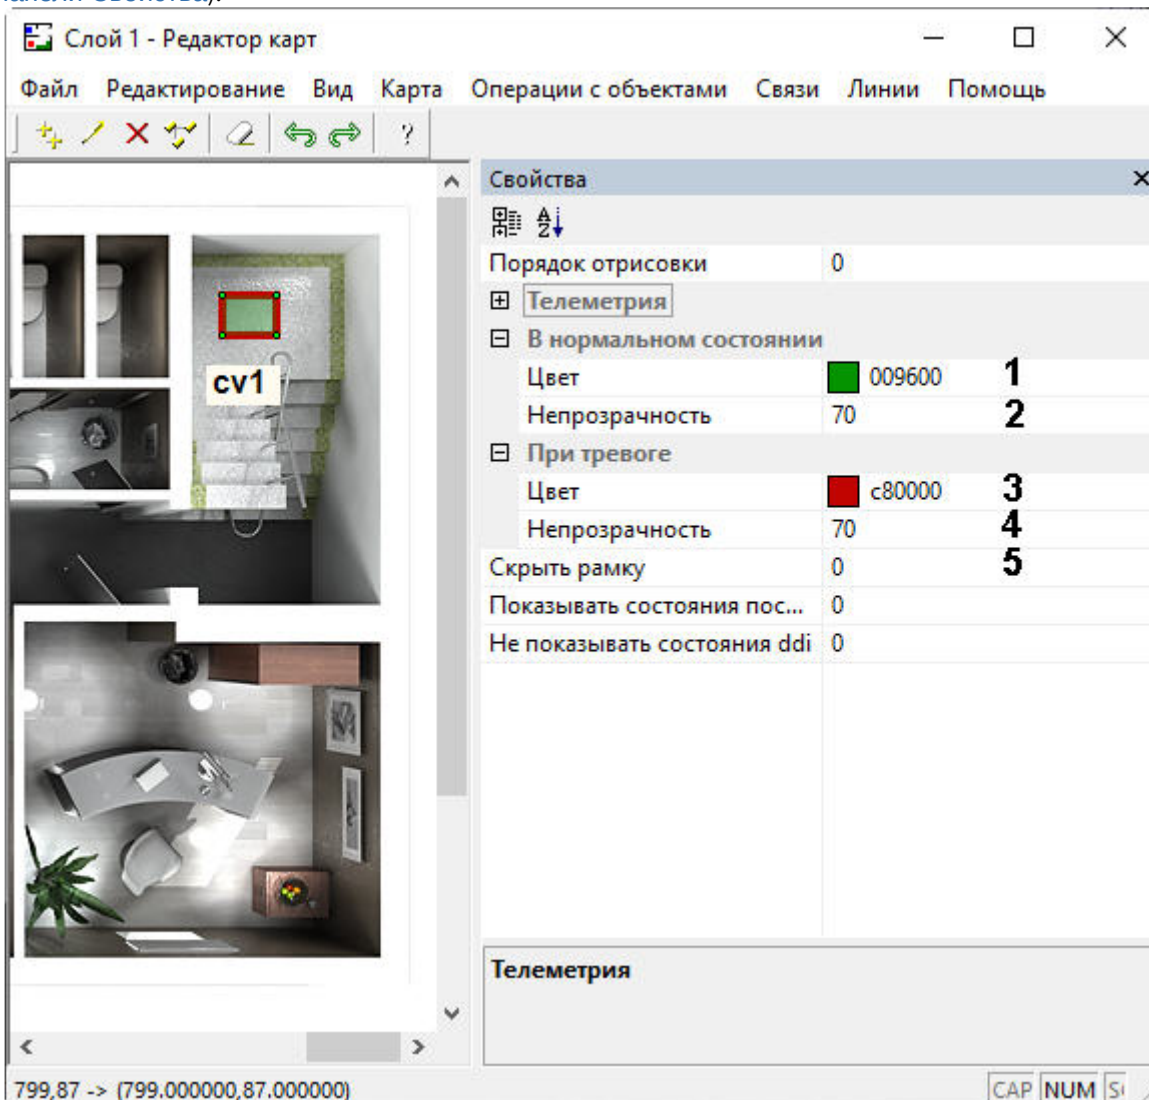 Свойства).
Слой 1 - Редактор карт
Файл Редактирование Вид Карта Операции с объектами Связи Линии Помощь
?
Свойства
Порядок отрисовки 0
Телеметрия
В нормальном состоянии
Цвет 009600 1
Непрозрачность 70 2
При тревоге
Цвет c80000 3
Непрозрачность 70 4
Скрыть рамку 0 5
Показывать состояния пос... 0
Не показывать состояния ddi 0
cv1
Телеметрия
799,87 -> (799.000000,87.000000) CAP NUM